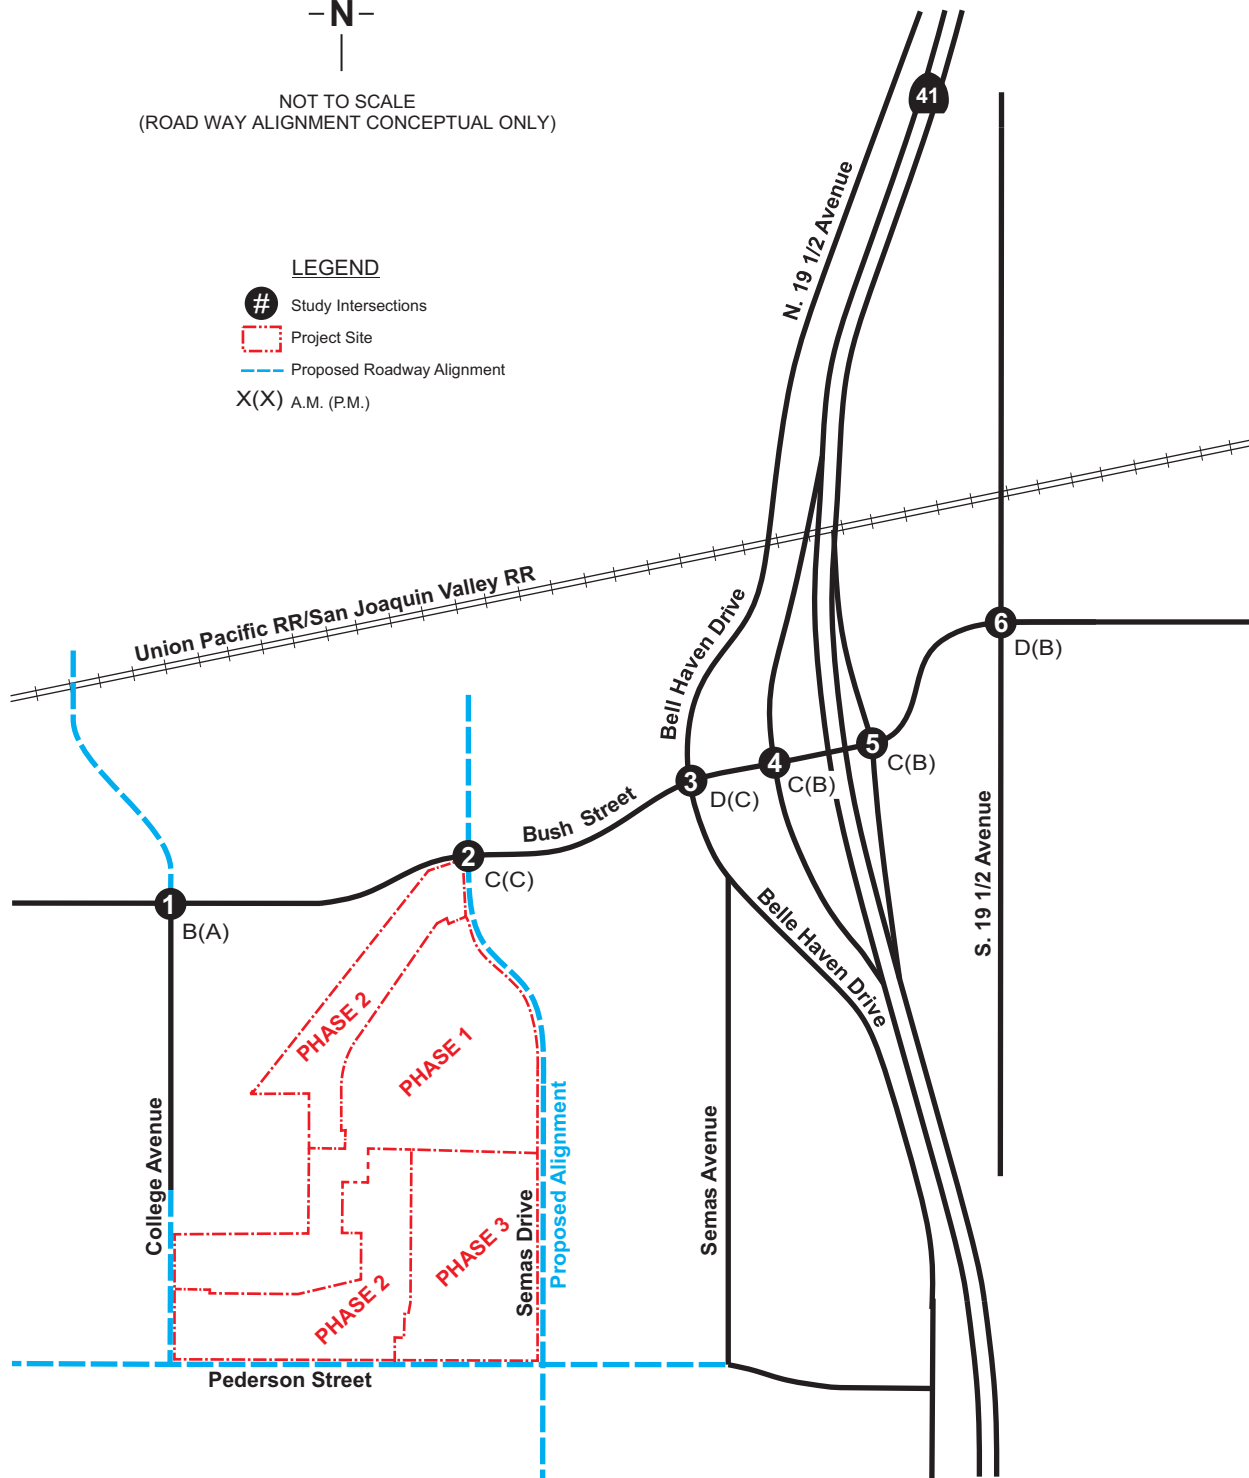 N
NOT TO SCALE
(ROAD WAY ALIGNMENT CONCEPTUAL ONLY)
41
N. 19 1/2 Avenue
LEGEND
# Study Intersections
Project Site
Proposed Roadway Alignment
X(X) A.M. (P.M.)
Union Pacific RR/San Joaquin Valley RR
Bell Haven Drive
6
D(B)
5
C(B)
4
C(B)
3
D(C)
Bush Street
2
C(C)
1
B(A)
S. 19 1/2 Avenue
Belle Haven Drive
PHASE 2
PHASE 1
College Avenue
Proposed Alignment
Semas Drive
Semas Avenue
PHASE 3
PHASE 2
Pederson Street